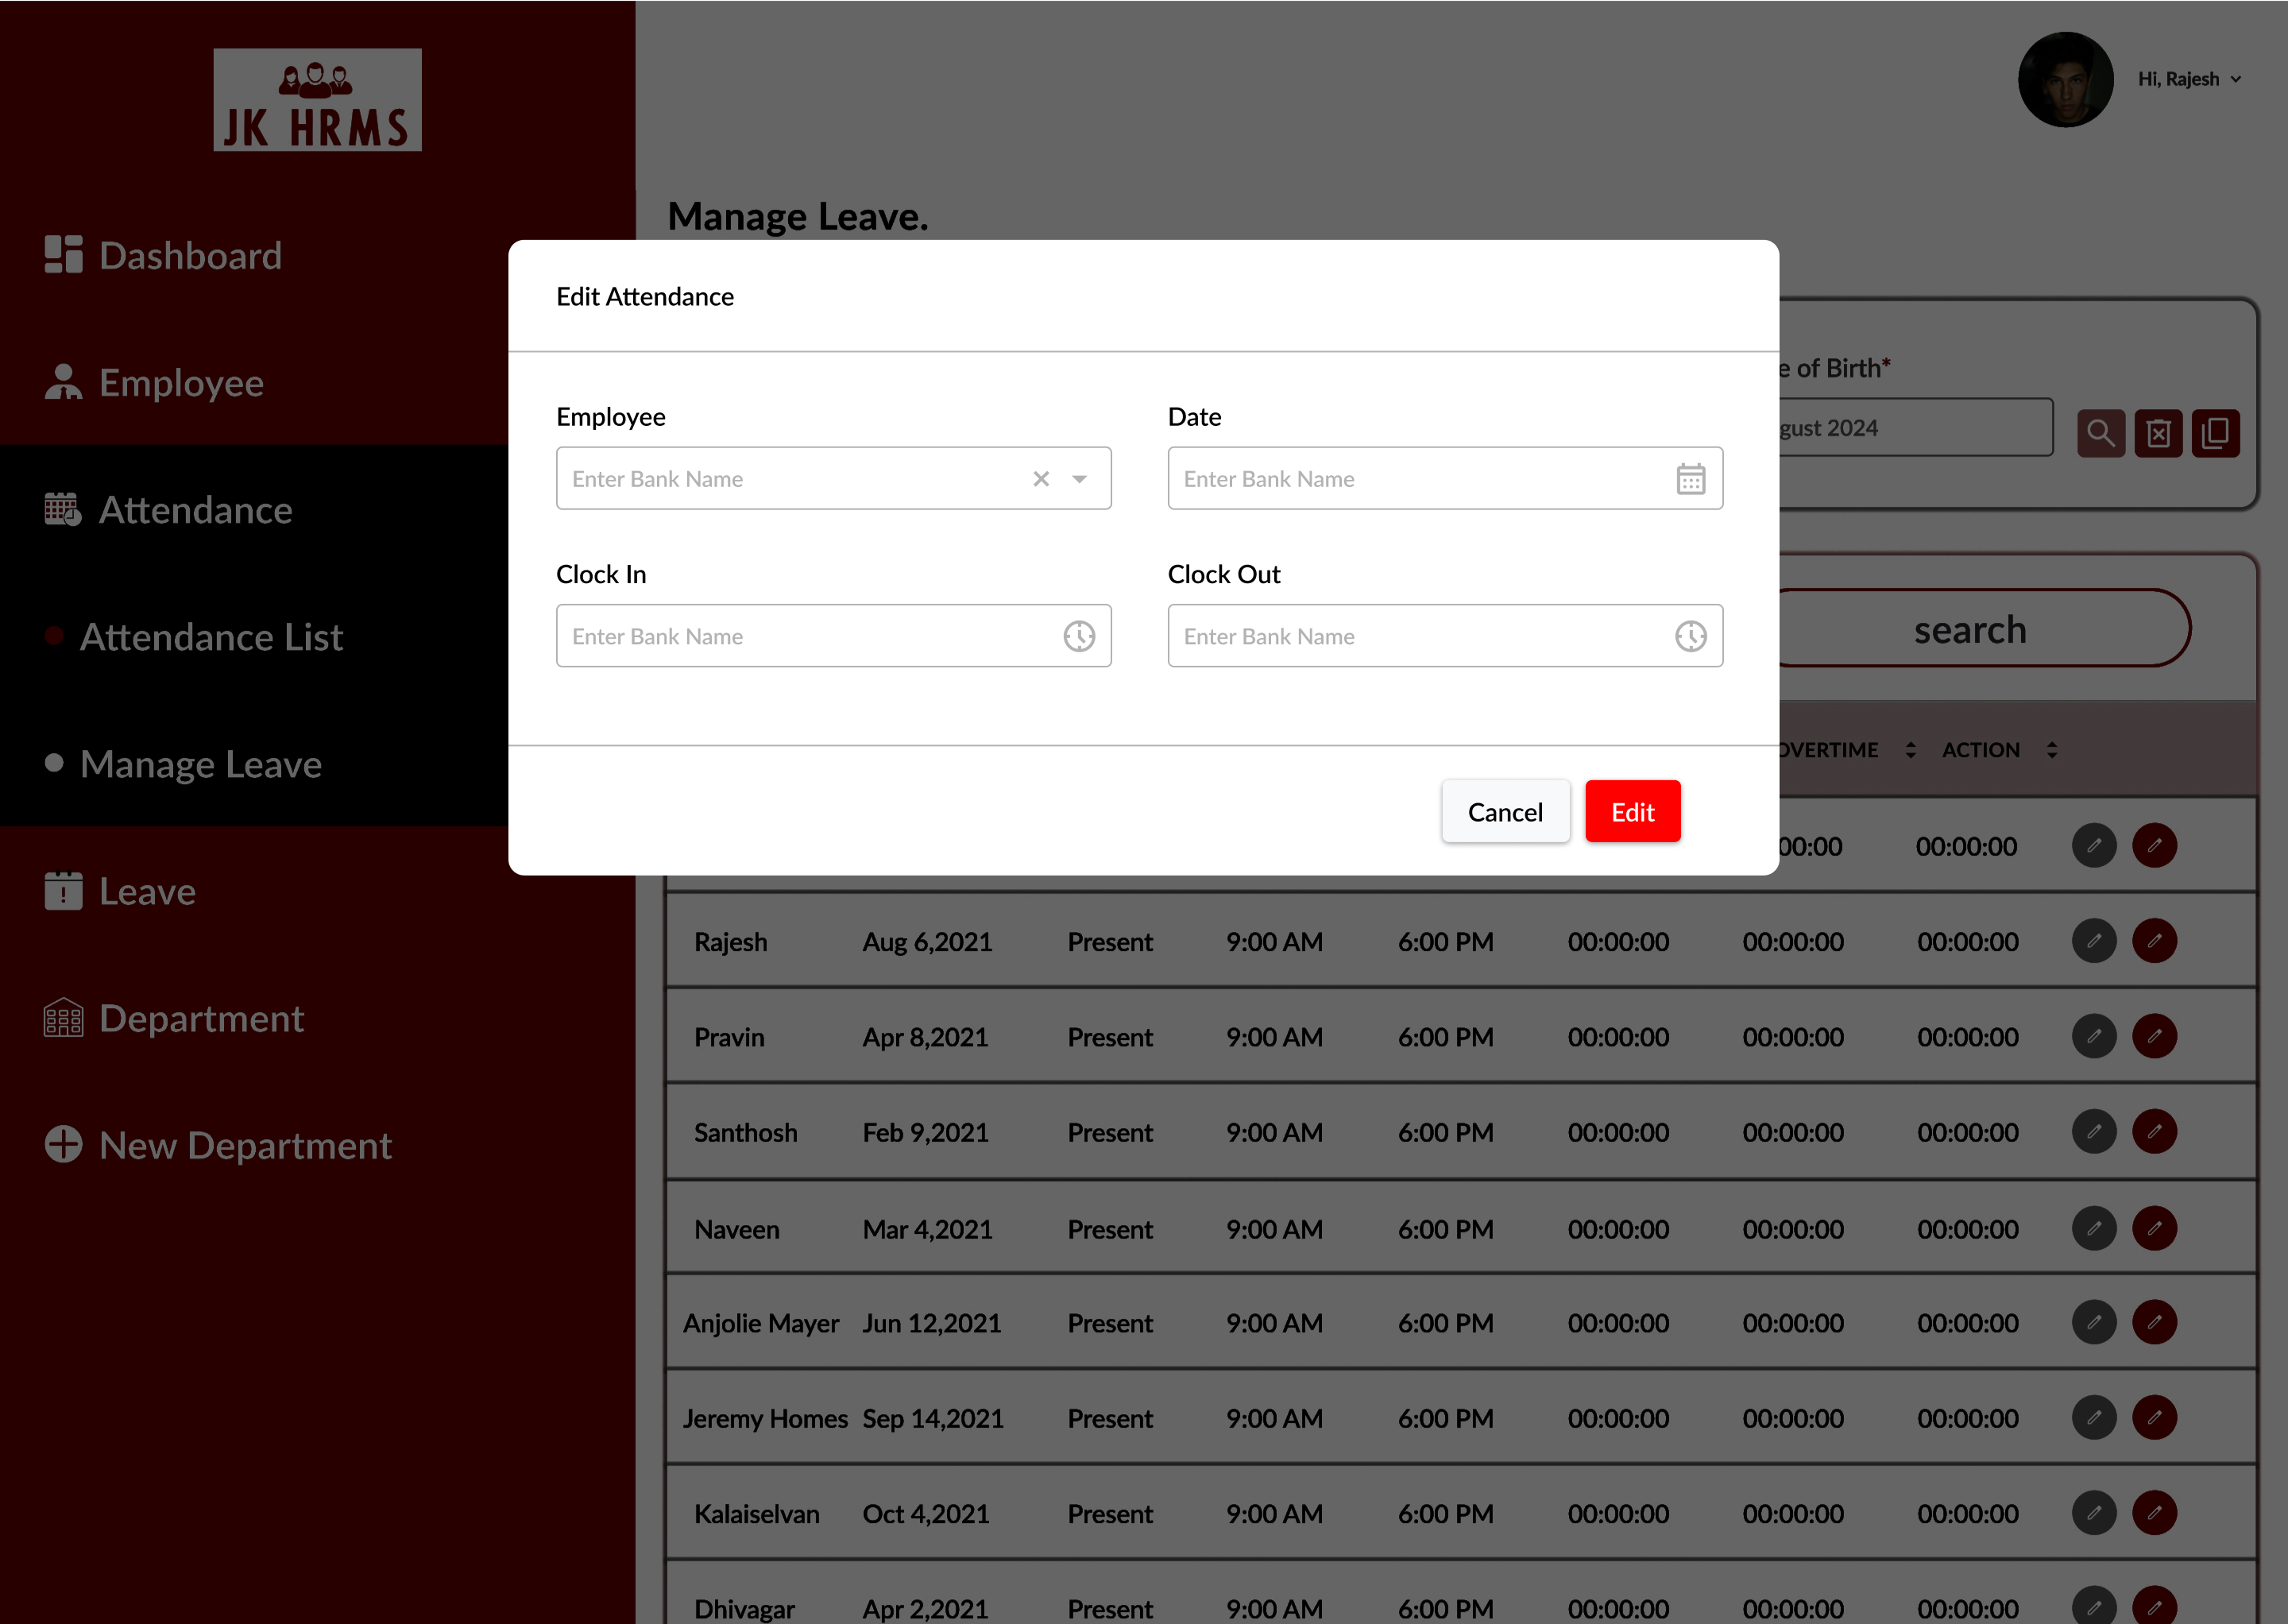 JK HRMS
Hi, Rajesh
Dashboard
Employee
Attendance
Attendance List
Manage Leave
Leave
Department
New Department
Manage Leave.
e of Birth*
gust 2024
search
Edit Attendance
Employee
Date
Enter Bank Name
Enter Bank Name
Clock In
Clock Out
Enter Bank Name
Enter Bank Name
Cancel
Edit
OVERTIME ACTION
00:00 00:00:00
Rajesh Aug 6,2021 Present 9:00 AM 6:00 PM 00:00:00 00:00:00 00:00:00
Pravin Apr 8,2021 Present 9:00 AM 6:00 PM 00:00:00 00:00:00 00:00:00
Santhosh Feb 9,2021 Present 9:00 AM 6:00 PM 00:00:00 00:00:00 00:00:00
Naveen Mar 4,2021 Present 9:00 AM 6:00 PM 00:00:00 00:00:00 00:00:00
Anjolie Mayer Jun 12,2021 Present 9:00 AM 6:00 PM 00:00:00 00:00:00 00:00:00
Jeremy Homes Sep 14,2021 Present 9:00 AM 6:00 PM 00:00:00 00:00:00 00:00:00
Kalaiselvan Oct 4,2021 Present 9:00 AM 6:00 PM 00:00:00 00:00:00 00:00:00
Dhivagar Apr 2,2021 Present 9:00 AM 6:00 PM 00:00:00 00:00:00 00:00:00